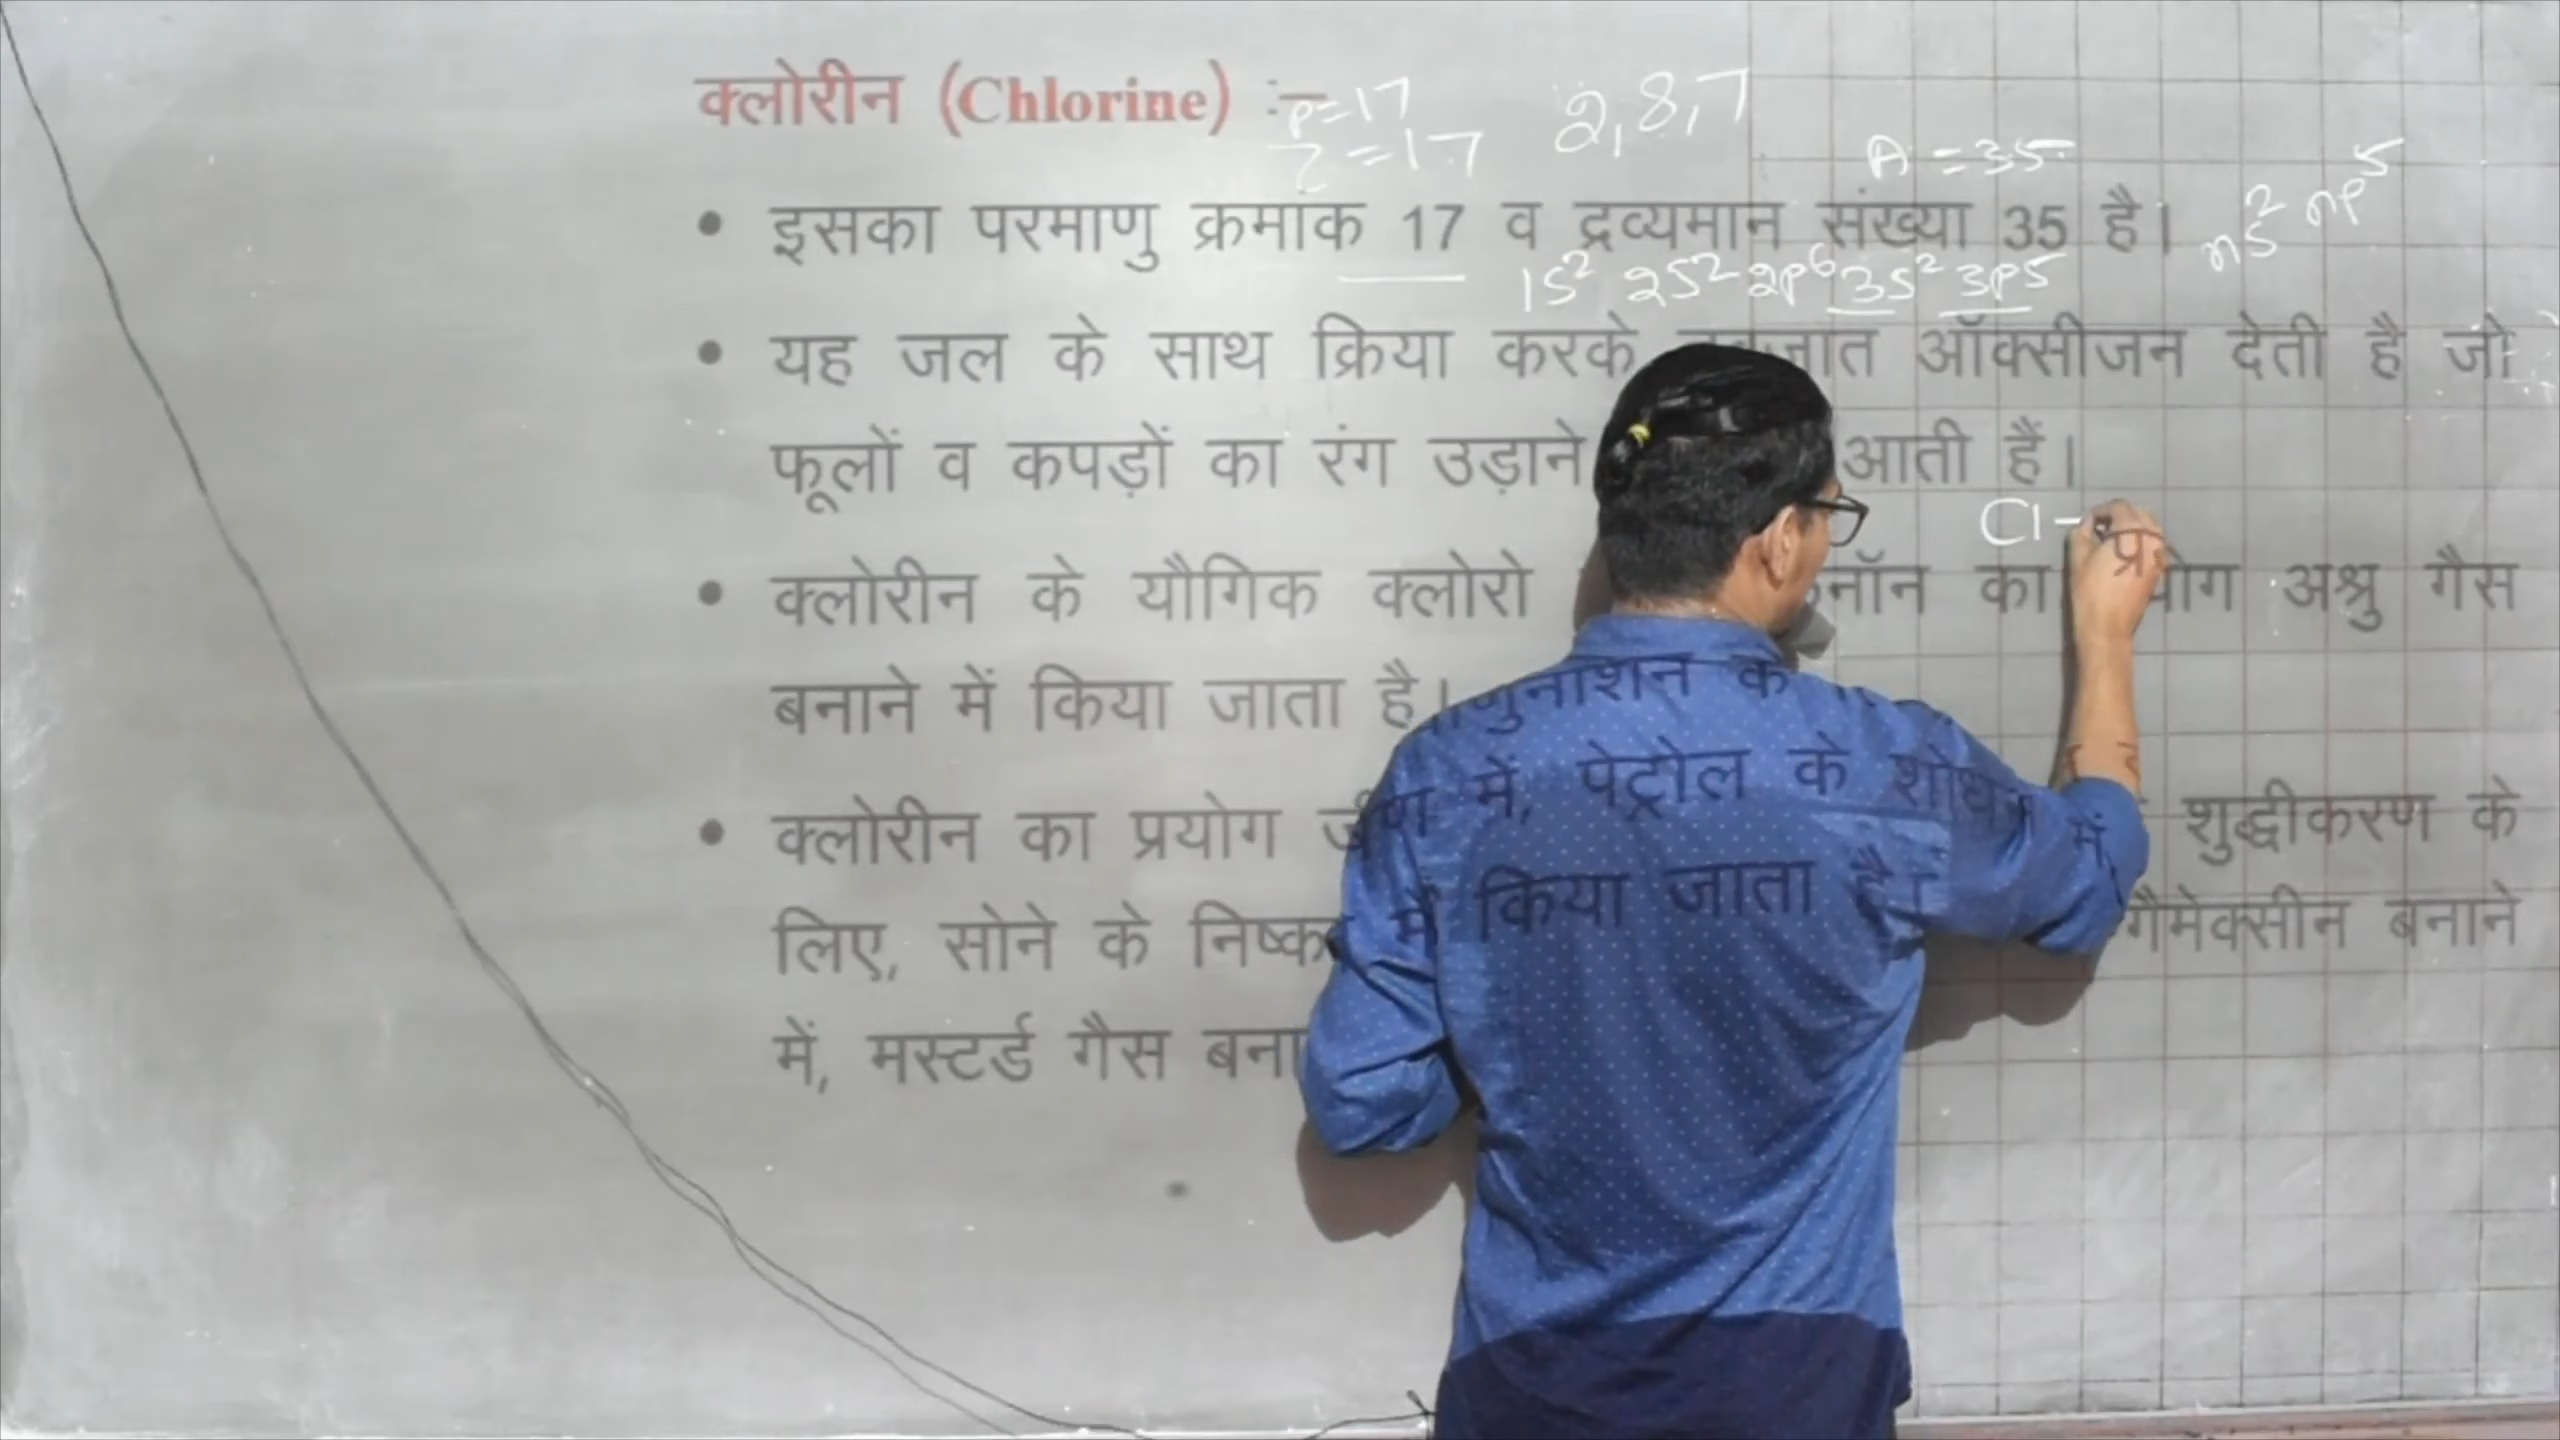 क्लोरीन (Chlorine) :–
p=17
Z=17
2,8,7
A=35
इसका परमाणु क्रमांक 17 व द्रव्यमान संख्या 35 है।
ns² np⁵
1s² 2s² 2p⁶ 3s² 3p⁵
यह जल के साथ क्रिया करके ऑक्सीजन देती है जो
फूलों व कपड़ों का रंग उड़ाने आती हैं।
Cl-
क्लोरीन के यौगिक क्लोरो का अश्रु गैस
बनाने में किया जाता है।
क्लोरीन का प्रयोग में, पेट्रोल के शुद्धीकरण के
लिए, सोने के गैमेक्सीन बनाने
में, मस्टर्ड गैस में किया जाता है।